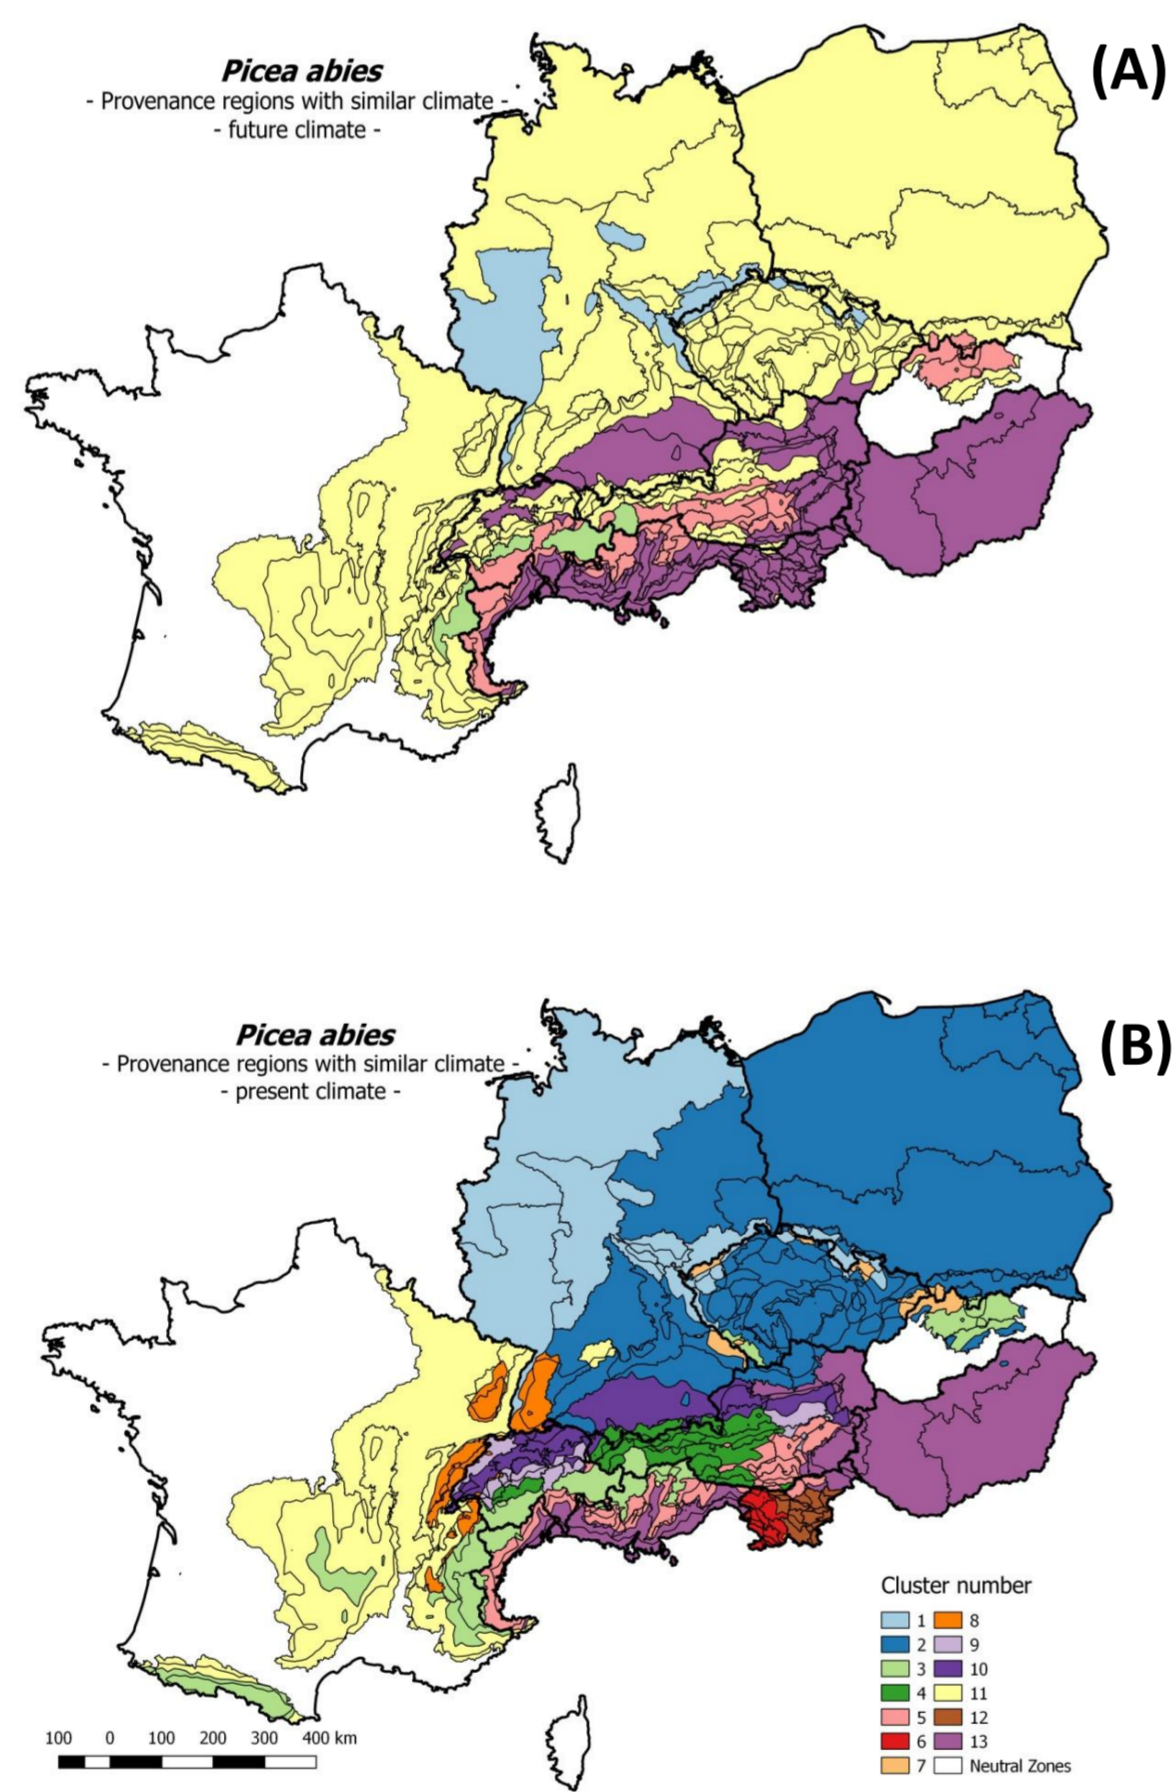 Picea abies
(A)
- Provenance regions with similar climate -
- future climate -
Picea abies
(B)
- Provenance regions with similar climate -
- present climate -
Cluster number
1 8
2 9
3 10
4 11
5 12
6 13
7 Neutral Zones
100 0 100 200 300 400 km